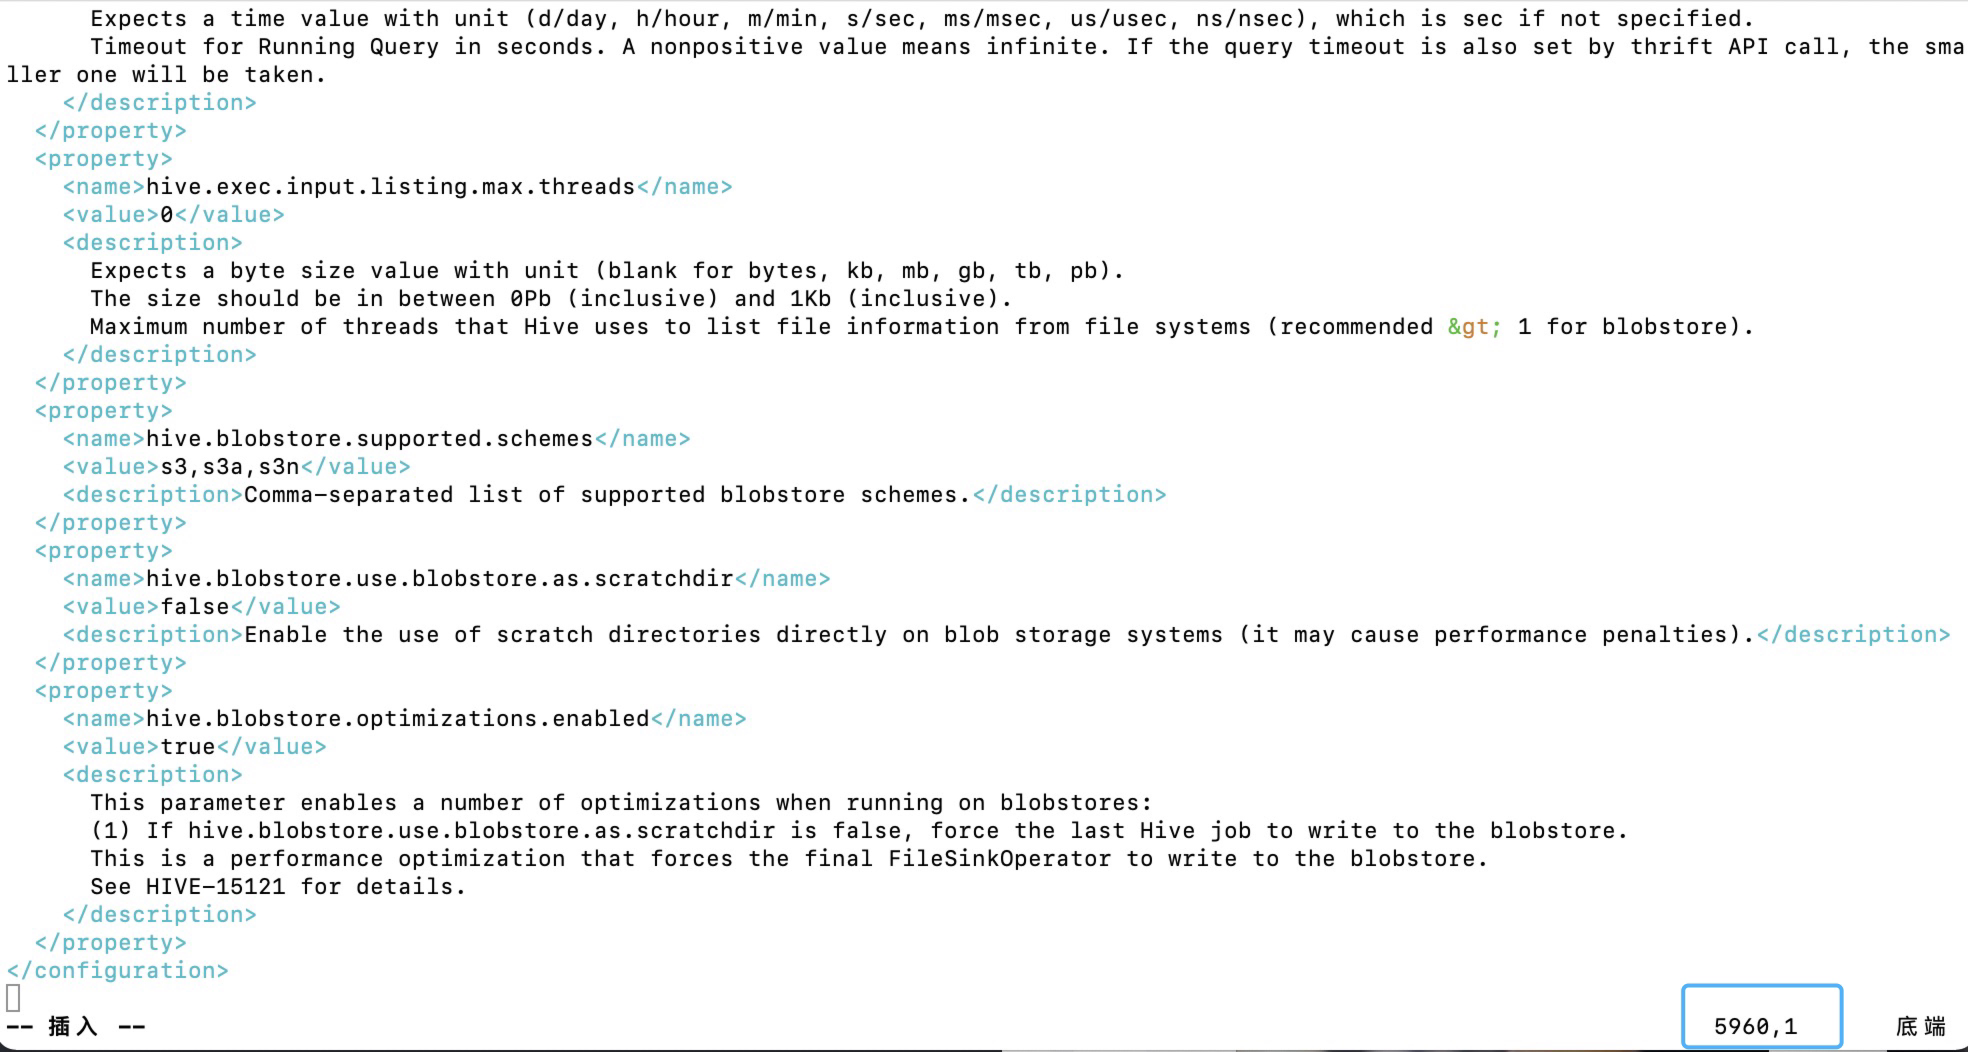 Expects a time value with unit (d/day, h/hour, m/min, s/sec, ms/msec, us/usec, ns/nsec), which is sec if not specified.
Timeout for Running Query in seconds. A nonpositive value means infinite. If the query timeout is also set by thrift API call, the sma
ller one will be taken.
</description>
</property>
<property>
<name>hive.exec.input.listing.max.threads</name>
<value>0</value>
<description>
Expects a byte size value with unit (blank for bytes, kb, mb, gb, tb, pb).
The size should be in between 0Pb (inclusive) and 1Kb (inclusive).
Maximum number of threads that Hive uses to list file information from file systems (recommended &gt; 1 for blobstore).
</description>
</property>
<property>
<name>hive.blobstore.supported.schemes</name>
<value>s3,s3a,s3n</value>
<description>Comma-separated list of supported blobstore schemes.</description>
</property>
<property>
<name>hive.blobstore.use.blobstore.as.scratchdir</name>
<value>false</value>
<description>Enable the use of scratch directories directly on blob storage systems (it may cause performance penalties).</description>
</property>
<property>
<name>hive.blobstore.optimizations.enabled</name>
<value>true</value>
<description>
This parameter enables a number of optimizations when running on blobstores:
(1) If hive.blobstore.use.blobstore.as.scratchdir is false, force the last Hive job to write to the blobstore.
This is a performance optimization that forces the final FileSinkOperator to write to the blobstore.
See HIVE-15121 for details.
</description>
</property>
</configuration>
-- 插入 -- 5960,1 底端